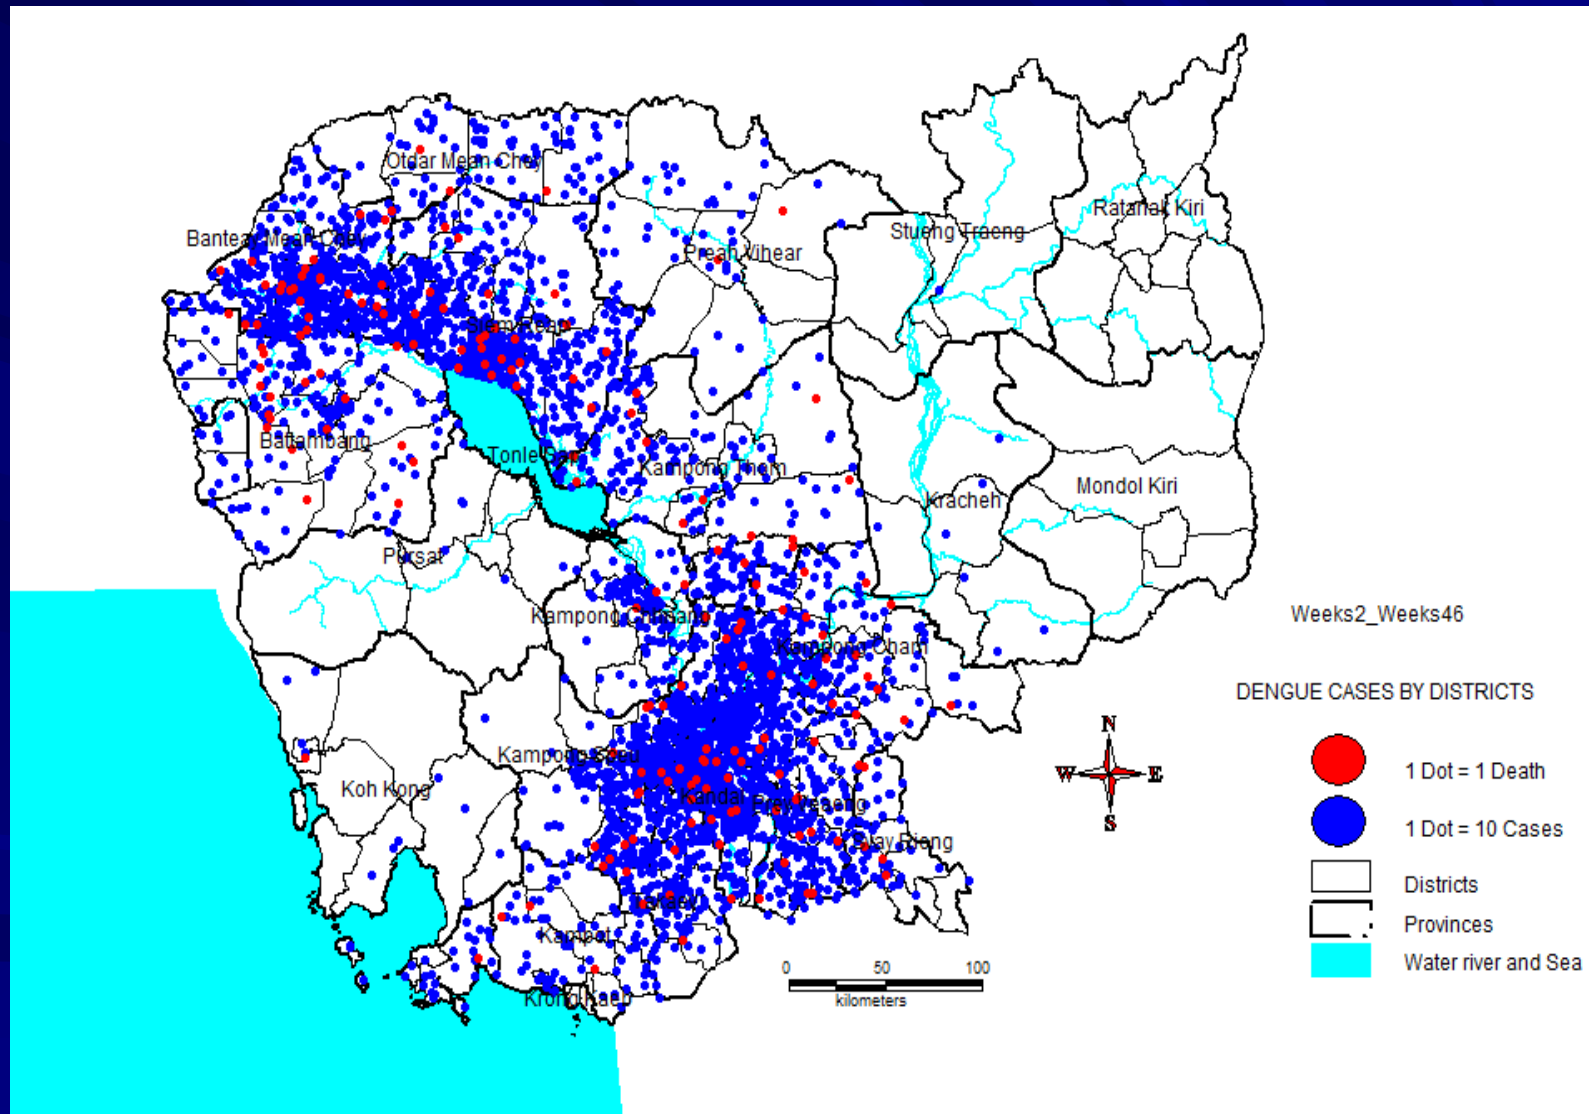 Otdar Mean Chey
Ratanak Kiri
Banteay Mean Chey
Stueng Traeng
Preah Vihear
Siem Reap
Battambang
Tonle Sap
Kampong Thom
Mondol Kiri
Kracheh
Pursat
Kampong Chhnang
Weeks2_Weeks46
Kampong Cham
DENGUE CASES BY DISTRICTS
N
Kampong Speu
W E
1 Dot = 1 Death
Koh Kong
Kandal
Prey Veaeng
S
1 Dot = 10 Cases
Svay Rieng
Districts
Takaev
Provinces
Kampot
Water river and Sea
0 50 100
kilometers
Krong Kaeb